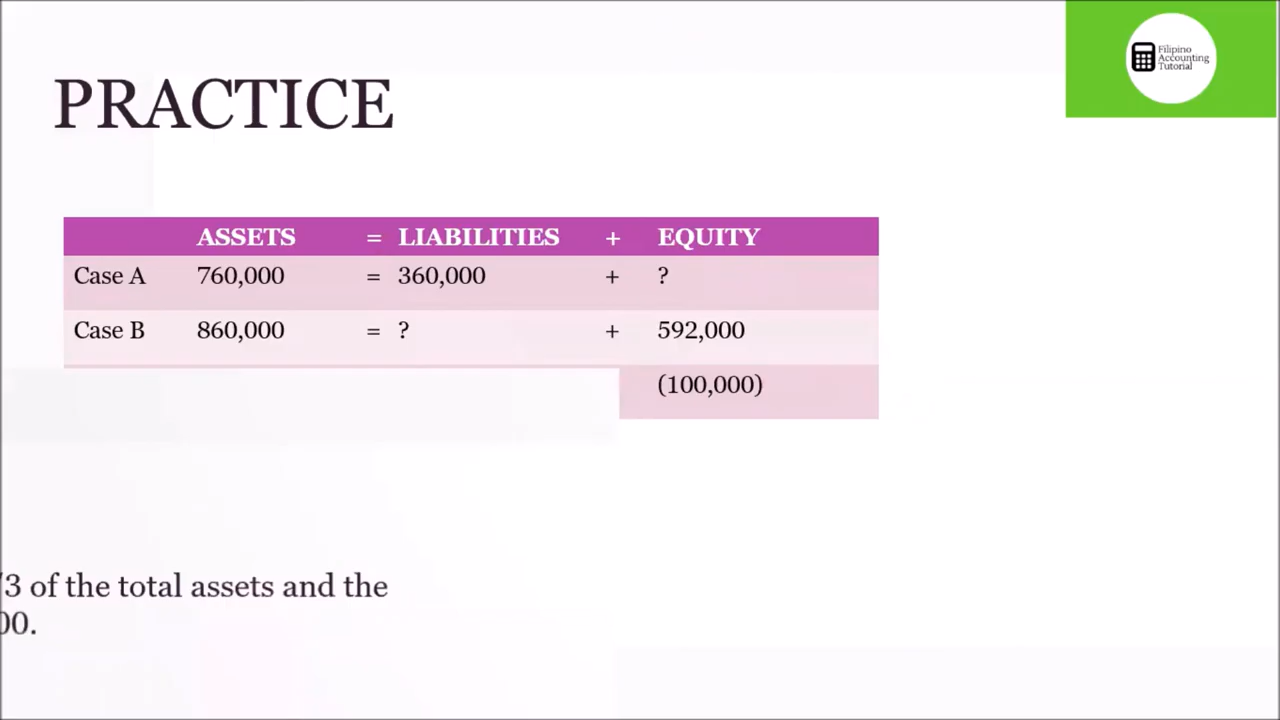 Filipino
Accounting
Tutorial
PRACTICE
ASSETS = LIABILITIES + EQUITY
Case A 760,000 = 360,000 + ?
Case B 860,000 = ? + 592,000
(100,000)
/3 of the total assets and the
00.